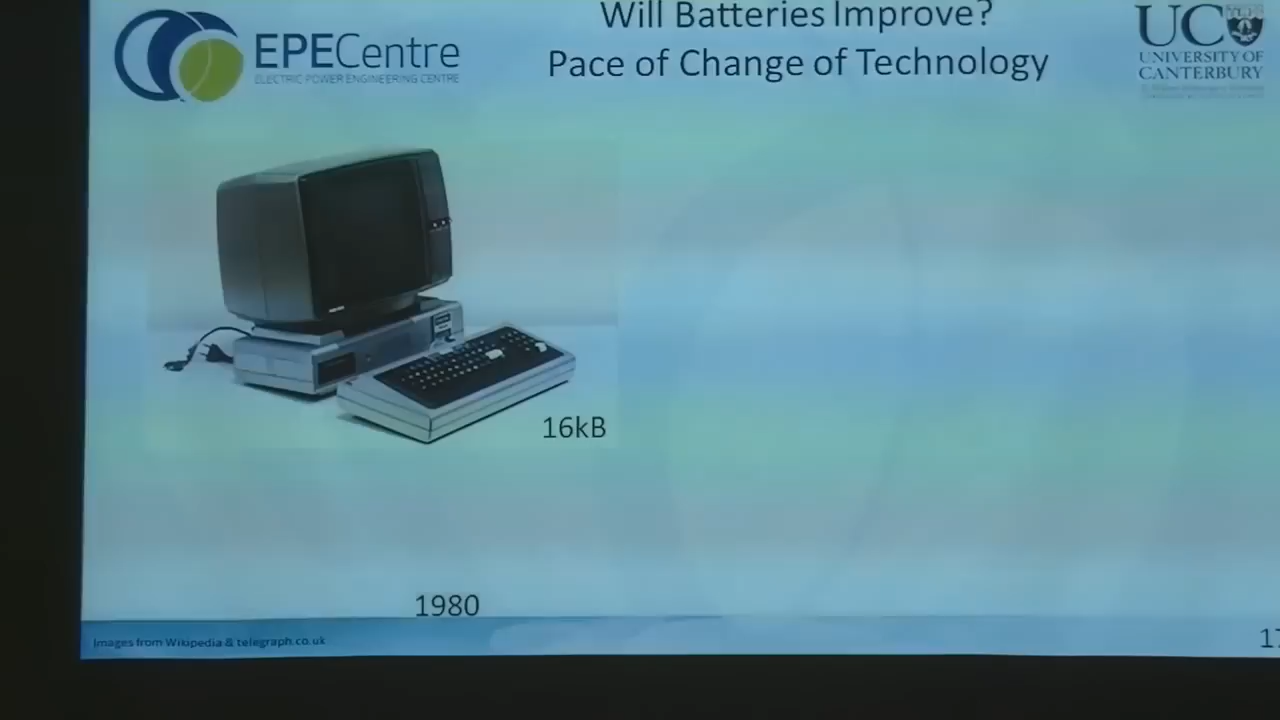 Will Batteries Improve?
Pace of Change of Technology
EPECentre
ELECTRIC POWER ENGINEERING CENTRE
UC
UNIVERSITY OF
CANTERBURY
16kB
1980
Images from Wikipedia & telegraph.co.uk